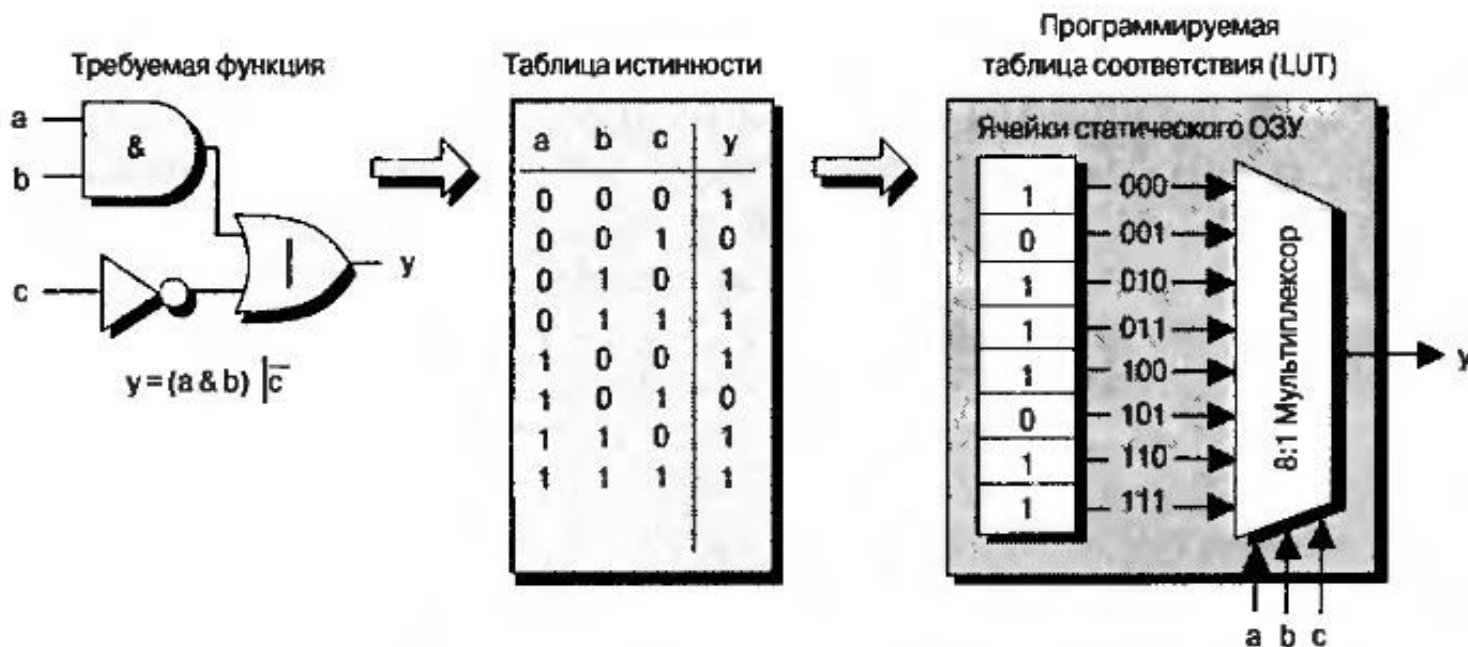 Требуемая функция
a
b
&
c
|
y
y = (a & b) | c̅
Таблица истинности
a b c y
0 0 0 1
0 0 1 0
0 1 0 1
0 1 1 1
1 0 0 1
1 0 1 0
1 1 0 1
1 1 1 1
Программируемая
таблица соответствия (LUT)
Ячейки статического ОЗУ
1 000
0 001
1 010
1 011
1 100
0 101
1 110
1 111
8:1 Мультиплексор
y
a b c